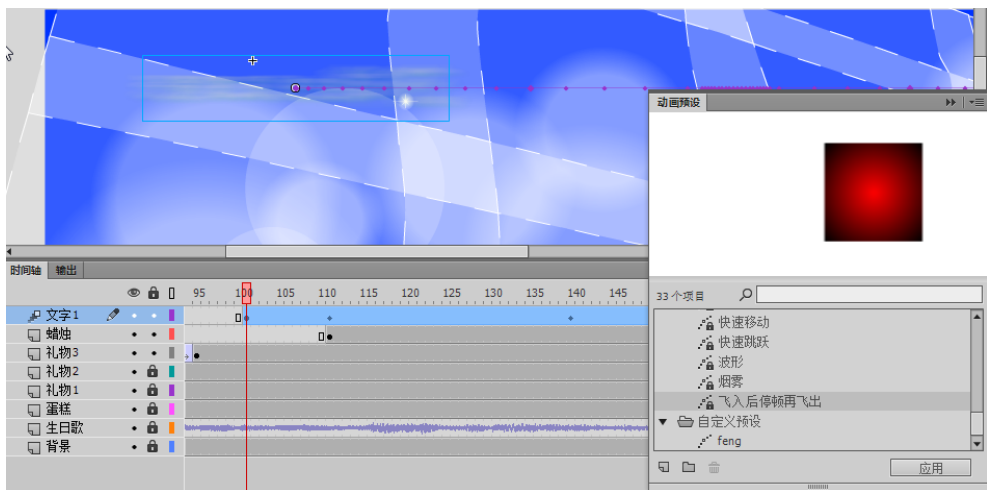 动画预设
时间轴 输出
95 100 105 110 115 120 125 130 135 140 145
文字1
蜡烛
礼物3
礼物2
礼物1
蛋糕
生日歌
背景
33 个项目
快速移动
快速跳跃
波形
烟雾
飞入后停顿再飞出
自定义预设
feng
应用